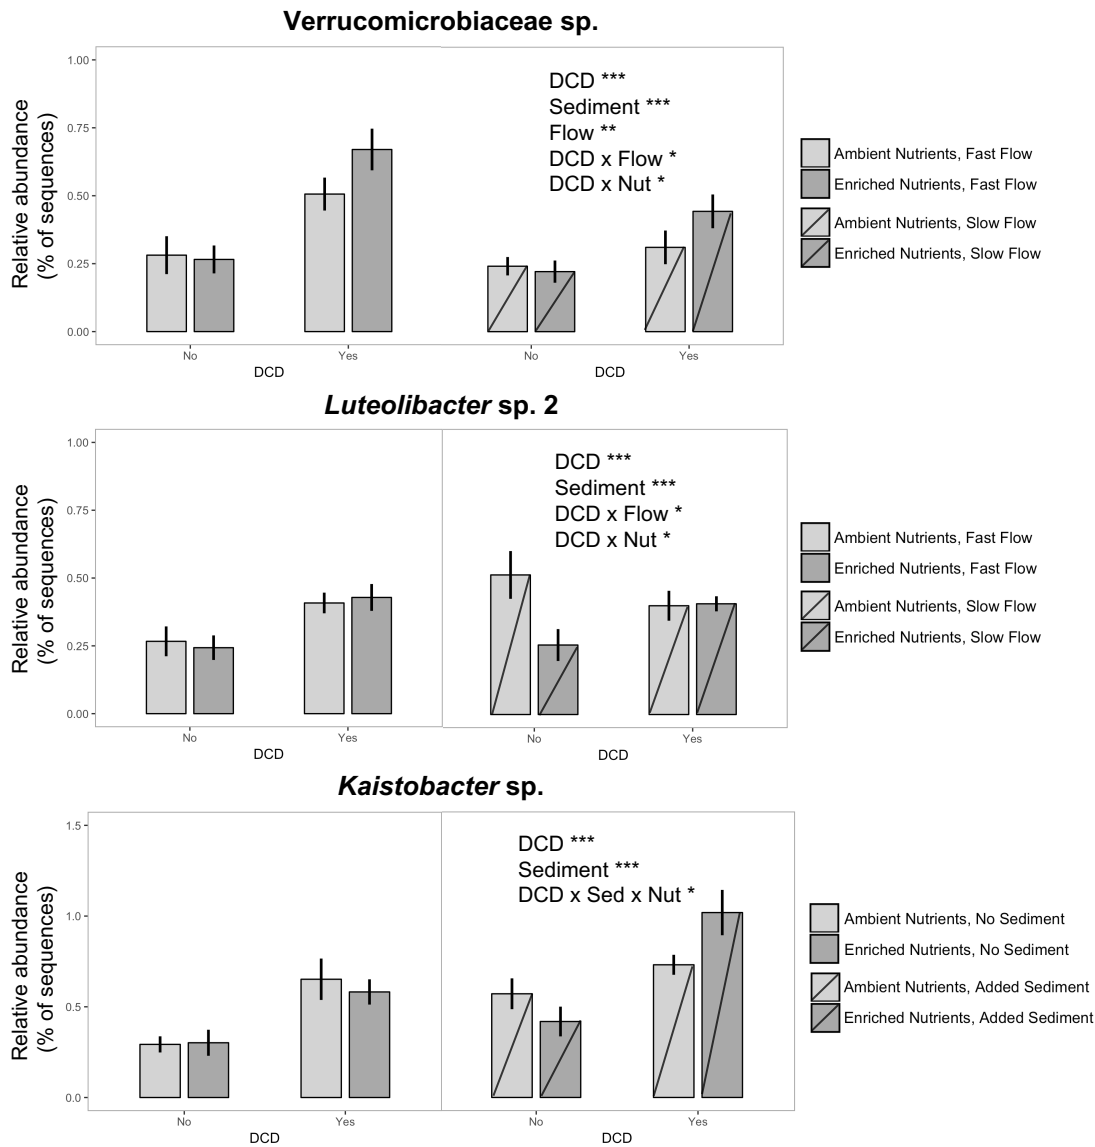 Verrucomicrobiaceae sp.
Relative abundance
(% of sequences)
1.00
0.75
0.50
0.25
0.00
DCD ***
Sediment ***
Flow **
DCD x Flow *
DCD x Nut *
No
Yes
No
Yes
DCD
DCD
Ambient Nutrients, Fast Flow
Enriched Nutrients, Fast Flow
Ambient Nutrients, Slow Flow
Enriched Nutrients, Slow Flow
Luteolibacter sp. 2
Relative abundance
(% of sequences)
1.00
0.75
0.50
0.25
0.00
DCD ***
Sediment ***
DCD x Flow *
DCD x Nut *
No
Yes
No
Yes
DCD
DCD
Ambient Nutrients, Fast Flow
Enriched Nutrients, Fast Flow
Ambient Nutrients, Slow Flow
Enriched Nutrients, Slow Flow
Kaistobacter sp.
Relative abundance
(% of sequences)
1.5
1.0
0.5
0.0
DCD ***
Sediment ***
DCD x Sed x Nut *
No
Yes
No
Yes
DCD
DCD
Ambient Nutrients, No Sediment
Enriched Nutrients, No Sediment
Ambient Nutrients, Added Sediment
Enriched Nutrients, Added Sediment